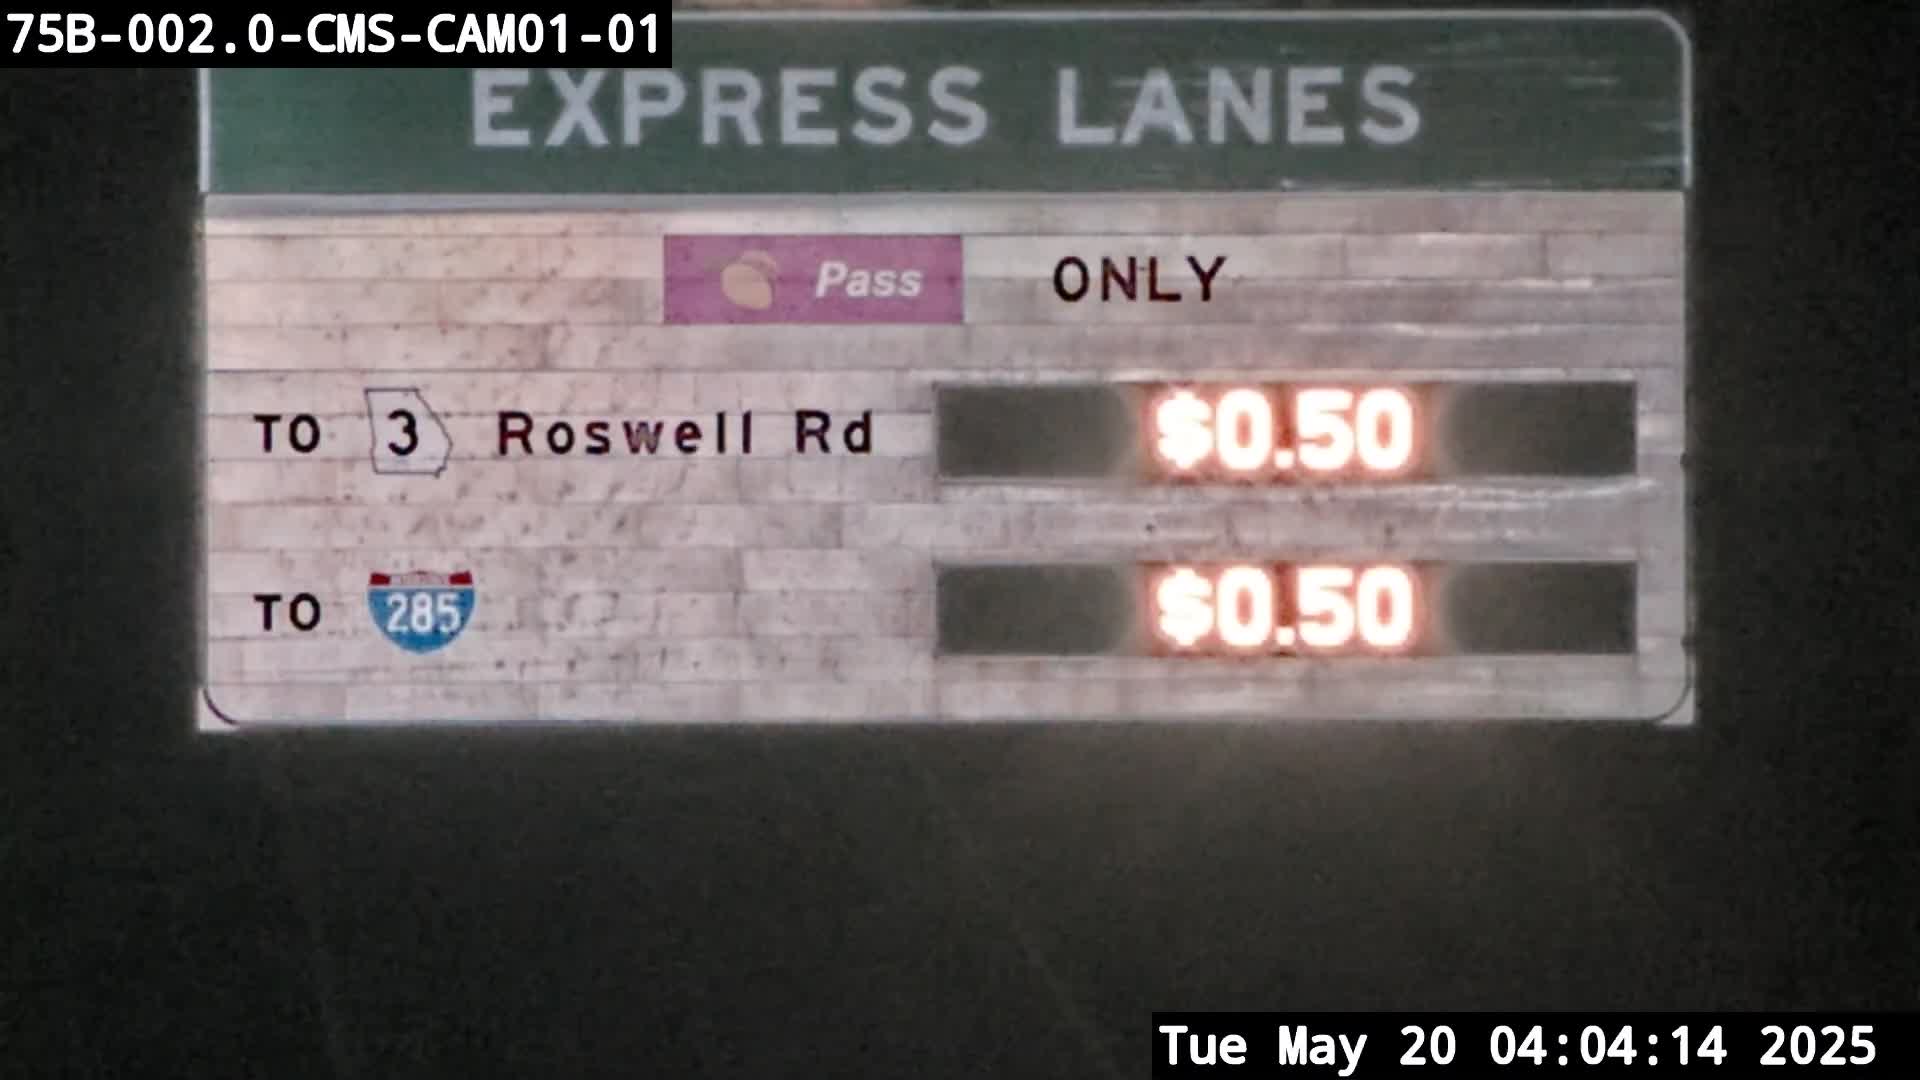 75B-002.0-CMS-CAM01-01
EXPRESS LANES
Pass ONLY
TO 3 Roswell Rd $0.50
TO 285 $0.50
Tue May 20 04:04:14 2025